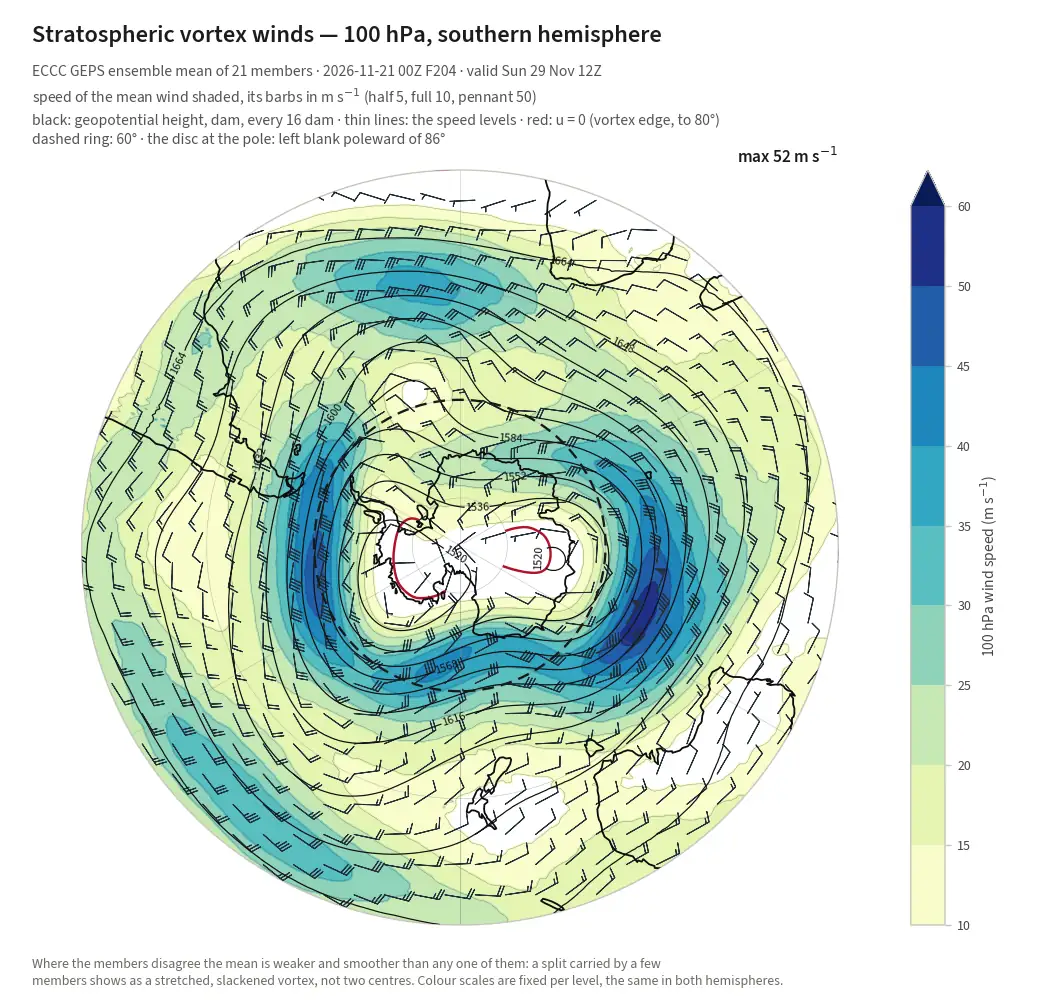 Stratospheric vortex winds — 100 hPa, southern hemisphere
ECCC GEPS ensemble mean of 21 members · 2026-11-21 00Z F204 · valid Sun 29 Nov 12Z
speed of the mean wind shaded, its barbs in m s⁻¹ (half 5, full 10, pennant 50)
black: geopotential height, dam, every 16 dam · thin lines: the speed levels · red: u = 0 (vortex edge, to 80°)
dashed ring: 60° · the disc at the pole: left blank poleward of 86°
max 52 m s⁻¹
60
50
45
40
35
30
25
20
15
10
100 hPa wind speed (m s⁻¹)
1664
1648
1664
1600
1584
1552
1536
1520
1520
1568
1616
Where the members disagree the mean is weaker and smoother than any one of them: a split carried by a few
members shows as a stretched, slackened vortex, not two centres. Colour scales are fixed per level, the same in both hemispheres.